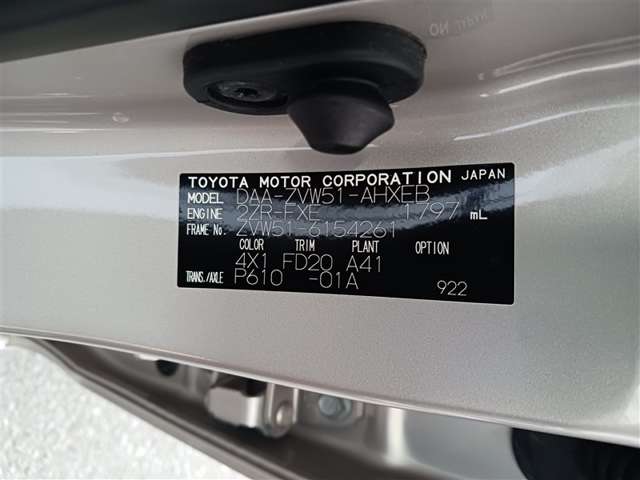 TOYOTA MOTOR CORPORATION JAPAN
MODEL DAA-ZVW51-AHXEB
ENGINE 2ZR-FXE 1797 mL
FRAME No. ZVW51-6154261
COLOR TRIM PLANT OPTION
4X1 FD20 A41
TRANS./AXLE P610 -01A 922